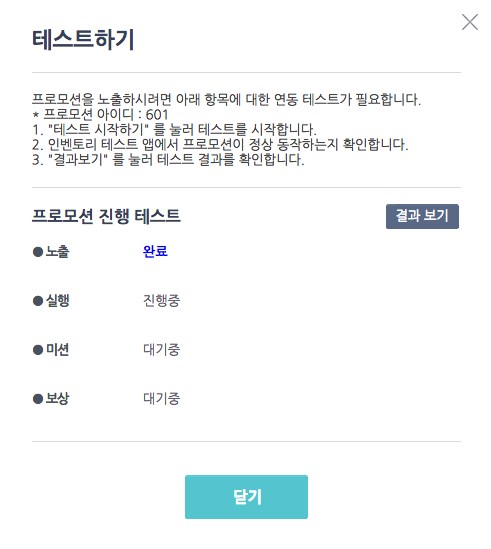 테스트하기
프로모션을 노출하시려면 아래 항목에 대한 연동 테스트가 필요합니다.
* 프로모션 아이디 : 601
1. "테스트 시작하기" 를 눌러 테스트를 시작합니다.
2. 인벤토리 테스트 앱에서 프로모션이 정상 동작하는지 확인합니다.
3. "결과보기" 를 눌러 테스트 결과를 확인합니다.
프로모션 진행 테스트 결과 보기
● 노출 완료
● 실행 진행중
● 미션 대기중
● 보상 대기중
닫기